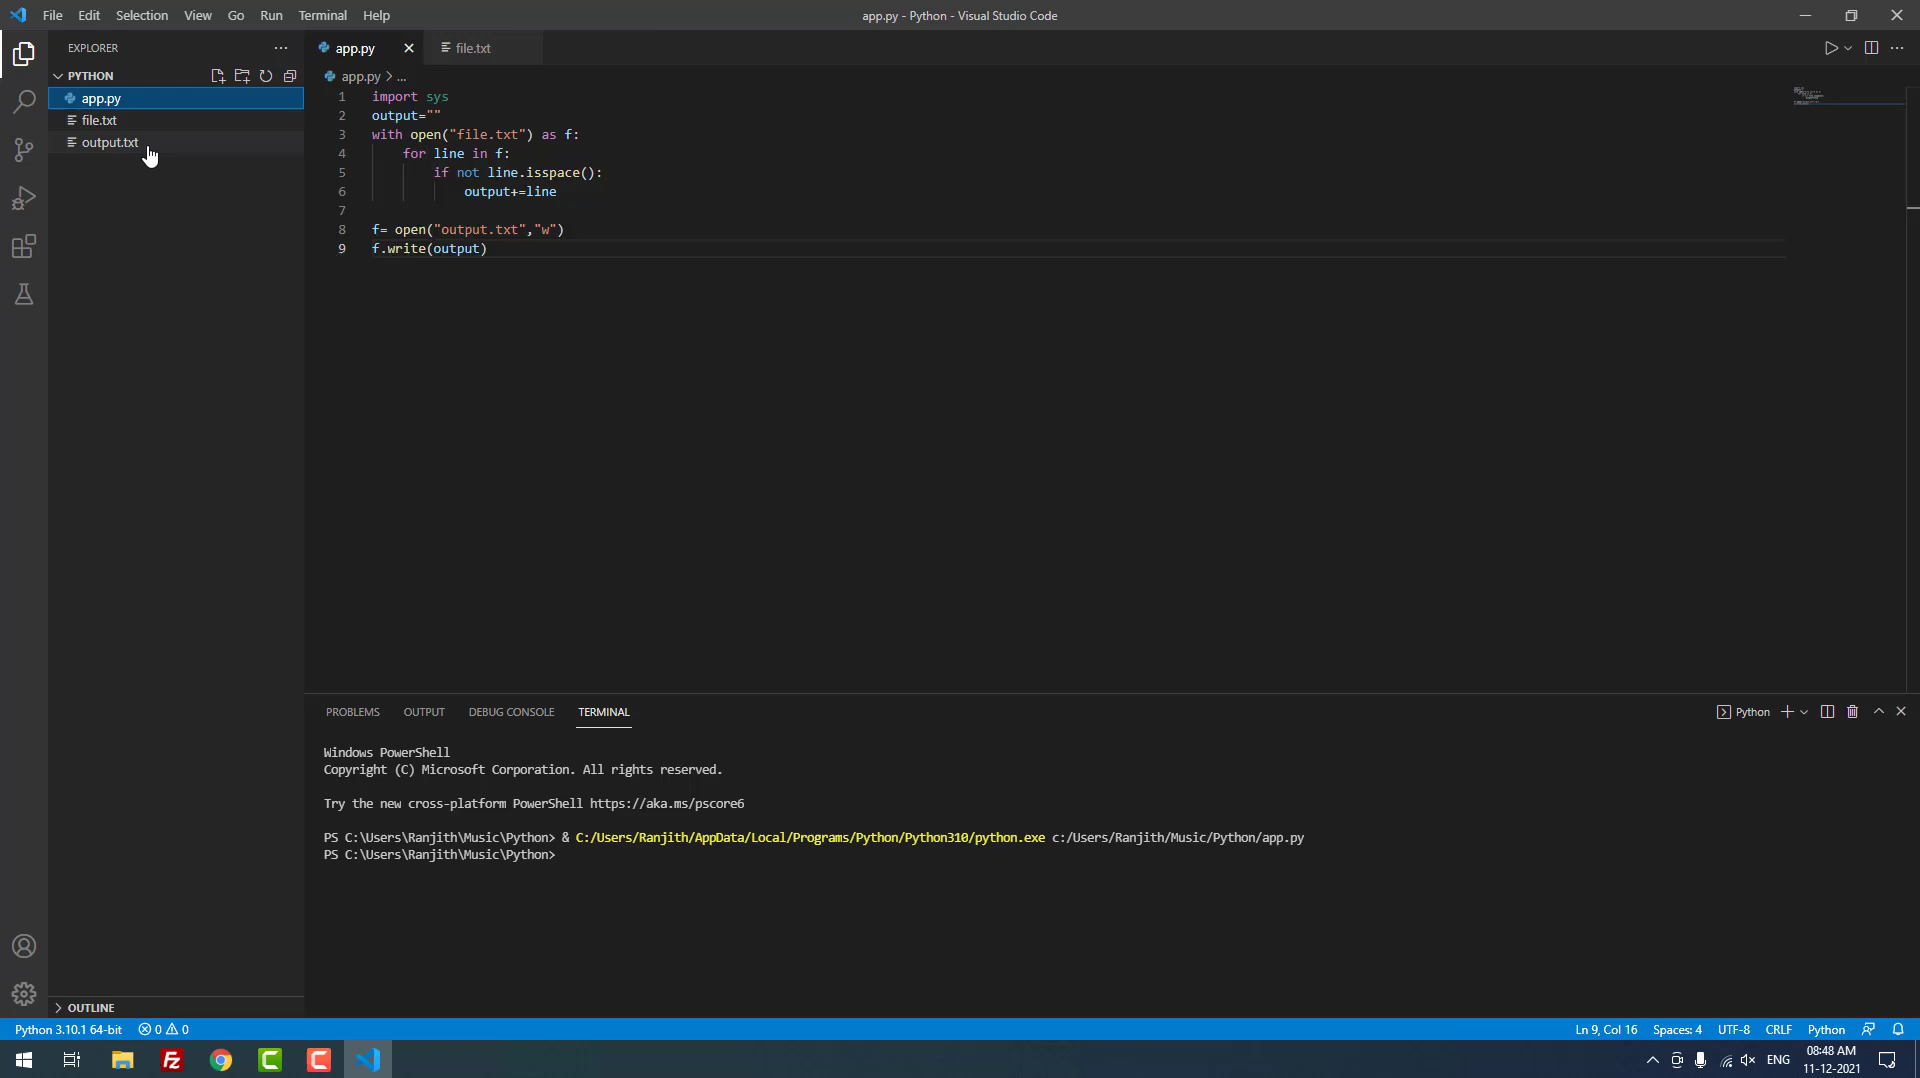 File Edit Selection View Go Run Terminal Help
app.py - Python - Visual Studio Code
EXPLORER
PYTHON
app.py
file.txt
output.txt
OUTLINE
app.py
file.txt
app.py > ...
1 import sys
2 output=""
3 with open("file.txt") as f:
4     for line in f:
5         if not line.isspace():
6             output+=line
7
8 f= open("output.txt","w")
9 f.write(output)
PROBLEMS OUTPUT DEBUG CONSOLE TERMINAL
Python
Windows PowerShell
Copyright (C) Microsoft Corporation. All rights reserved.
Try the new cross-platform PowerShell https://aka.ms/pscore6
PS C:\Users\Ranjith\Music\Python> & C:/Users/Ranjith/AppData/Local/Programs/Python/Python310/python.exe c:/Users/Ranjith/Music/Python/app.py
PS C:\Users\Ranjith\Music\Python>
Python 3.10.1 64-bit 0 0
Ln 9, Col 16 Spaces: 4 UTF-8 CRLF Python
ENG
08:48 AM
11-12-2021